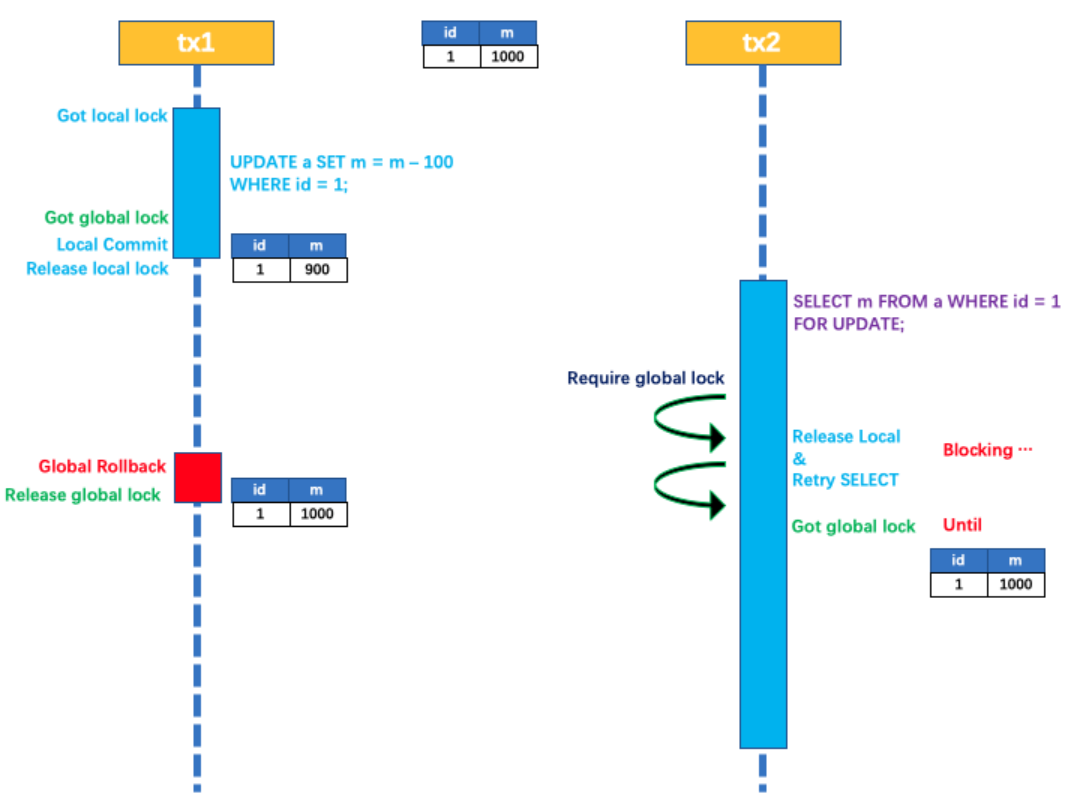 tx1
id m
1 1000
tx2
Got local lock
UPDATE a SET m = m – 100
WHERE id = 1;
Got global lock
Local Commit
Release local lock
id m
1 900
SELECT m FROM a WHERE id = 1
FOR UPDATE;
Require global lock
Release Local
&
Retry SELECT
Blocking ⋯
Global Rollback
Release global lock
id m
1 1000
Got global lock
Until
id m
1 1000